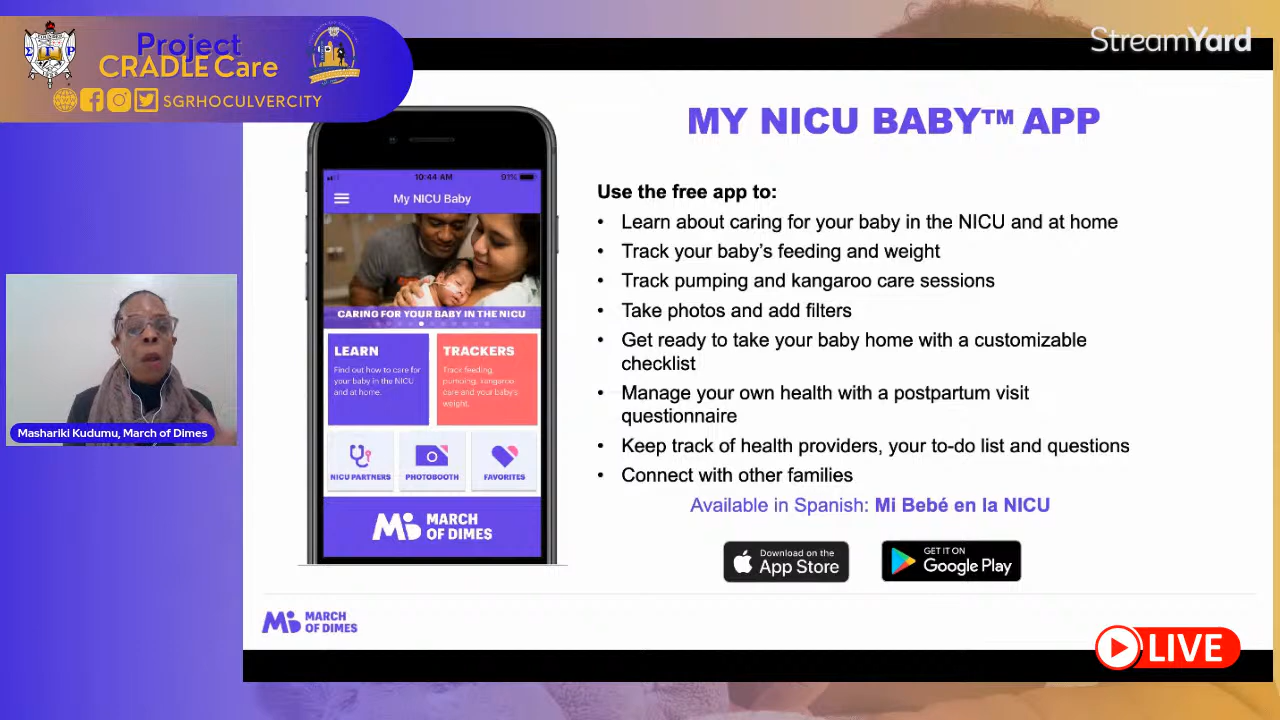 Project
CRADLE Care
ΣΓΡ
SGRHOCULVERCITY
StreamYard
MY NICU BABY™ APP
Use the free app to:
• Learn about caring for your baby in the NICU and at home
• Track your baby's feeding and weight
• Track pumping and kangaroo care sessions
• Take photos and add filters
• Get ready to take your baby home with a customizable
checklist
• Manage your own health with a postpartum visit
questionnaire
• Keep track of health providers, your to-do list and questions
• Connect with other families
Available in Spanish: Mi Bebé en la NICU
Download on the
App Store
GET IT ON
Google Play
10:44 AM
91%
My NICU Baby
CARING FOR YOUR BABY IN THE NICU
LEARN
Find out how to care for
your baby in the NICU
and at home.
TRACKERS
Track feeding,
pumping, kangaroo
care and your baby's
weight.
NICU PARTNERS
PHOTOBOOTH
FAVORITES
MARCH
OF DIMES
Mashariki Kudumu, March of Dimes
MARCH
OF DIMES
LIVE